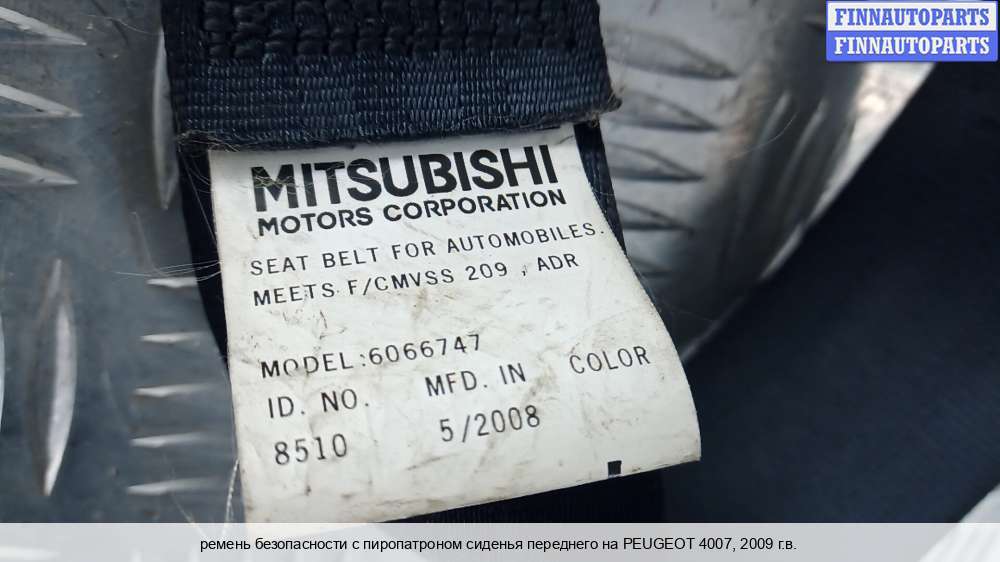 FINNAUTOPARTS
FINNAUTOPARTS
MITSUBISHI
MOTORS CORPORATION
SEAT BELT FOR AUTOMOBILES.
MEETS F/CMVSS 209 , ADR
MODEL:6066747
ID. NO. MFD. IN COLOR
8510 5/2008
ремень безопасности с пиропатроном сиденья переднего на PEUGEOT 4007, 2009 г.в.